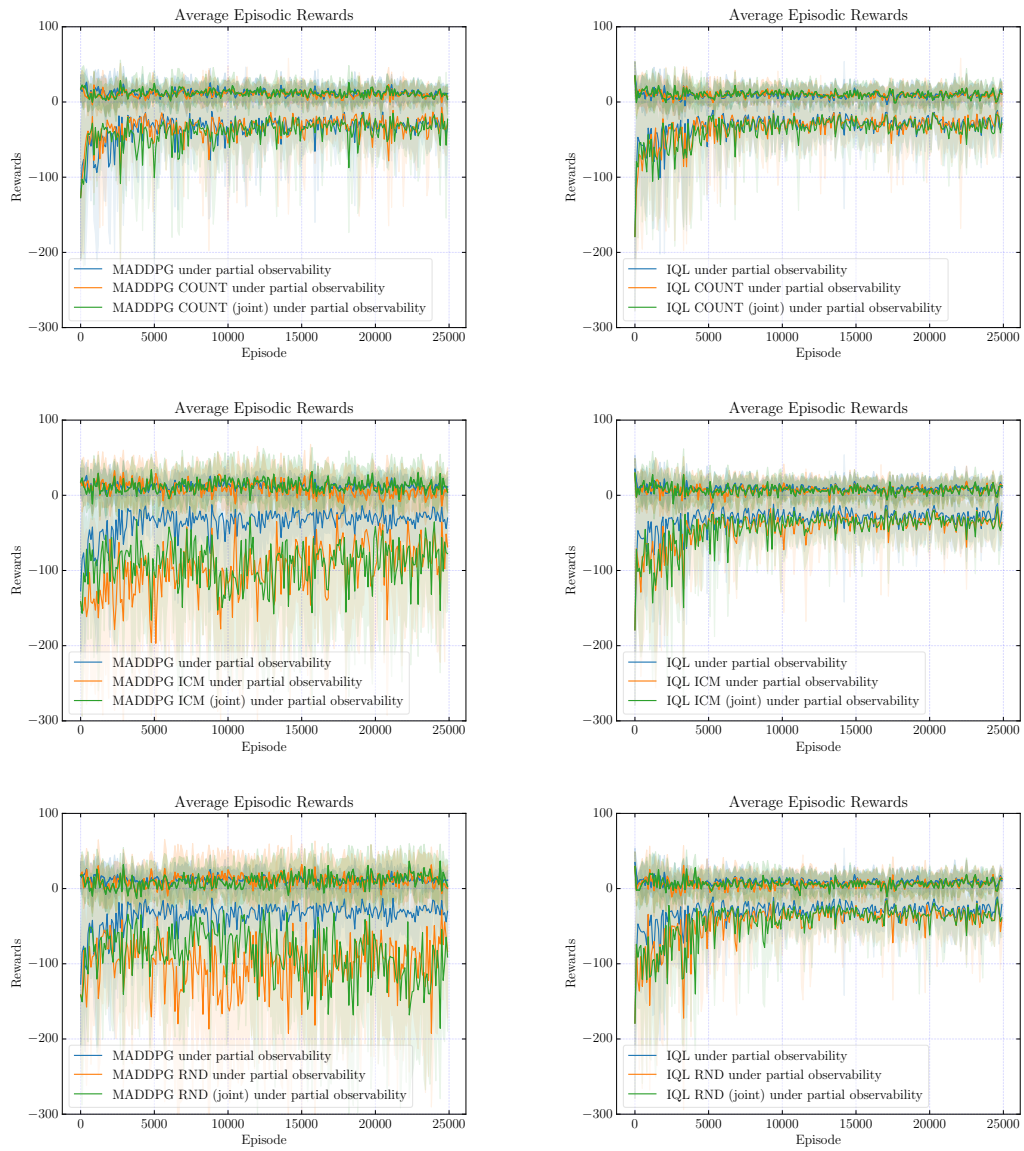 Average Episodic Rewards
100
0
−100
−200
−300
Rewards
MADDPG under partial observability
MADDPG COUNT under partial observability
MADDPG COUNT (joint) under partial observability
0 5000 10000 15000 20000 25000
Episode
Average Episodic Rewards
100
0
−100
−200
−300
Rewards
IQL under partial observability
IQL COUNT under partial observability
IQL COUNT (joint) under partial observability
0 5000 10000 15000 20000 25000
Episode
Average Episodic Rewards
100
0
−100
−200
−300
Rewards
MADDPG under partial observability
MADDPG ICM under partial observability
MADDPG ICM (joint) under partial observability
0 5000 10000 15000 20000 25000
Episode
Average Episodic Rewards
100
0
−100
−200
−300
Rewards
IQL under partial observability
IQL ICM under partial observability
IQL ICM (joint) under partial observability
0 5000 10000 15000 20000 25000
Episode
Average Episodic Rewards
100
0
−100
−200
−300
Rewards
MADDPG under partial observability
MADDPG RND under partial observability
MADDPG RND (joint) under partial observability
0 5000 10000 15000 20000 25000
Episode
Average Episodic Rewards
100
0
−100
−200
−300
Rewards
IQL under partial observability
IQL RND under partial observability
IQL RND (joint) under partial observability
0 5000 10000 15000 20000 25000
Episode